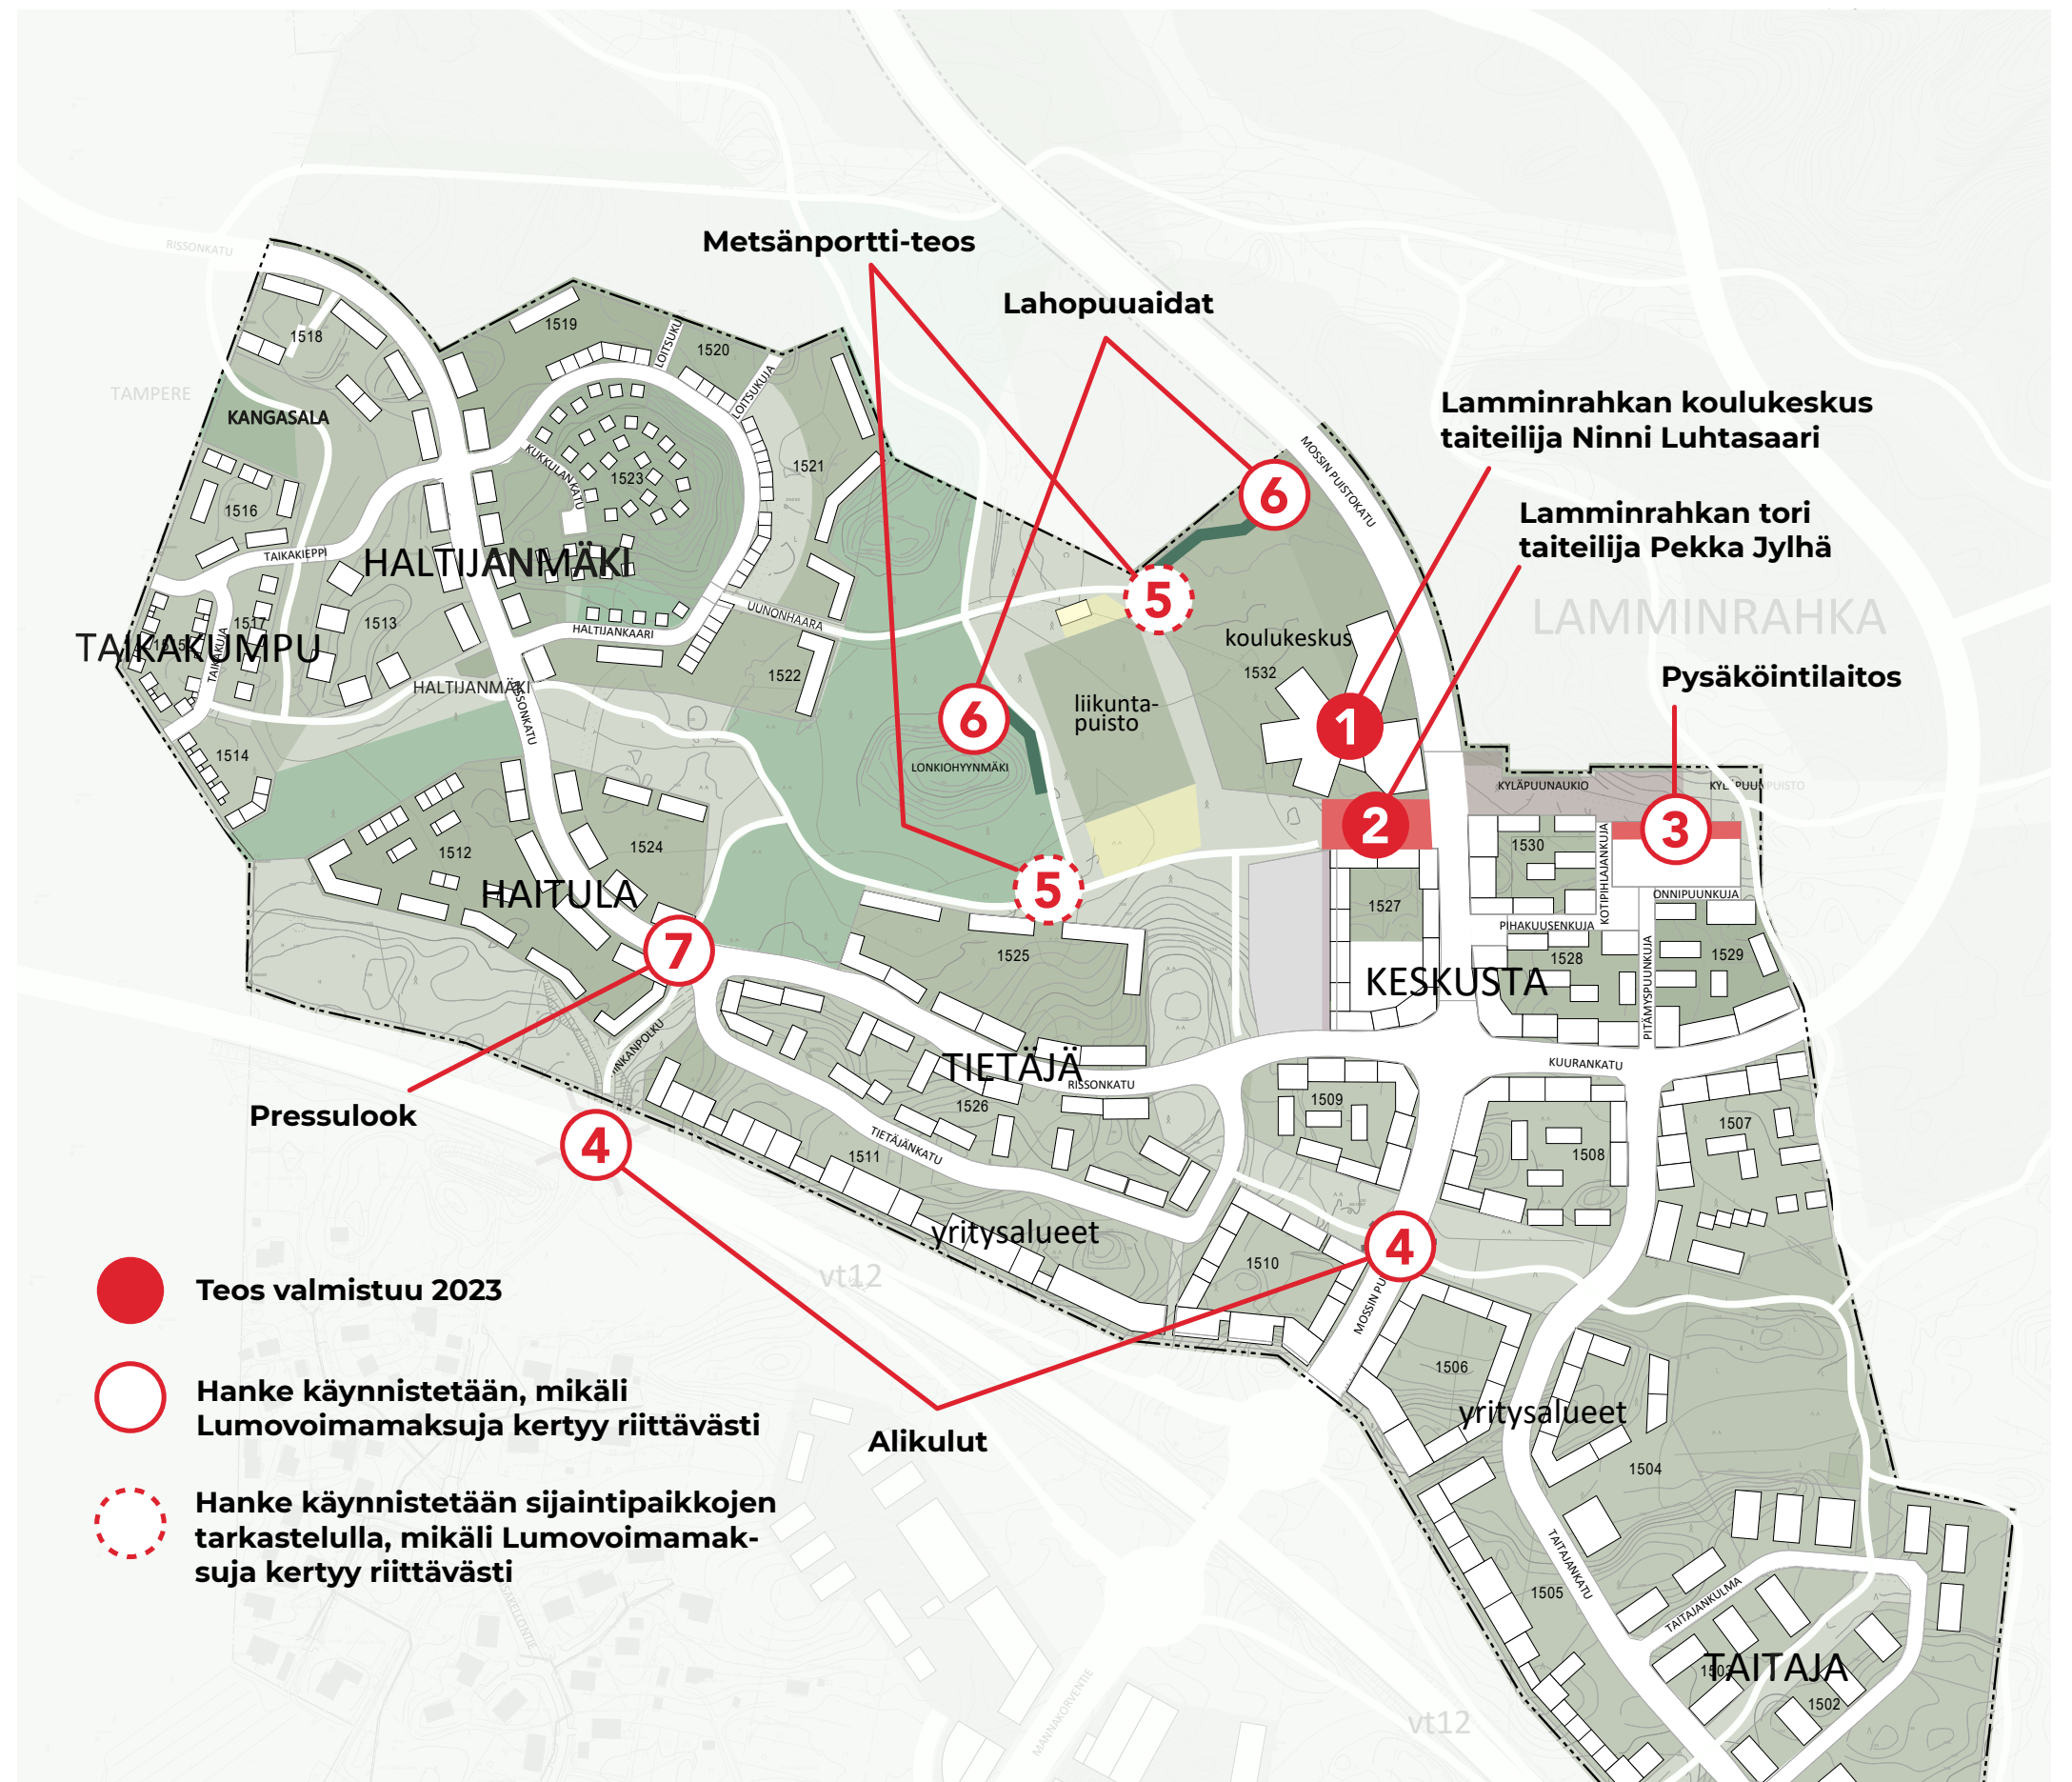 RISSONKATU
Metsänportti-teos
Lahopuuaidat
Lamminrahkan koulukeskus
taiteilija Ninni Luhtasaari
Lamminrahkan tori
taiteilija Pekka Jylhä
Pysäköintilaitos
TAMPERE
KANGASALA
LAMMINRAHKA
1518
1519
1520
1521
1523
1516
1517
1513
1522
1514
LOITSUKUJA
KUKKULANKATU
TAIKAKIEPPI
HALTIJANMÄKI
TAIKAKUMPU
TAIKAKUJA
HALTIJANKAARI
UUNONHAARA
HALTIJANMÄKI
RISSONKATU
MOSSIN PUISTOKATU
6
5
koulukeskus
1532
1
liikunta-
puisto
6
LONKIOHYYNMÄKI
2
3
KYLÄPUUNAUKIO
KYLÄPUUNPUISTO
1512
1524
HAITULA
5
7
1525
1527
1530
KOTIPIHLAJANKUJA
ONNIPUUNKUJA
PIHAKUUSENKUJA
1528
1529
PITÄMYSPUUNKUJA
KESKUSTA
KUURANKATU
TIETÄJÄ
RISSONKATU
1526
TIETÄJÄNKATU
1511
1509
1508
1507
Pressulook
4
yritysalueet
vt12
1510
4
MOSSIN PU
1506
yritysalueet
1504
Alikulut
1505
TAITAJANKATU
TAITAJANKULMA
TAITAJA
1503
1502
vt12
MANNAKORVENTIE
Teos valmistuu 2023
Hanke käynnistetään, mikäli
Lumovoimamaksuja kertyy riittävästi
Hanke käynnistetään sijaintipaikkojen
tarkastelulla, mikäli Lumovoimamak-
suja kertyy riittävästi